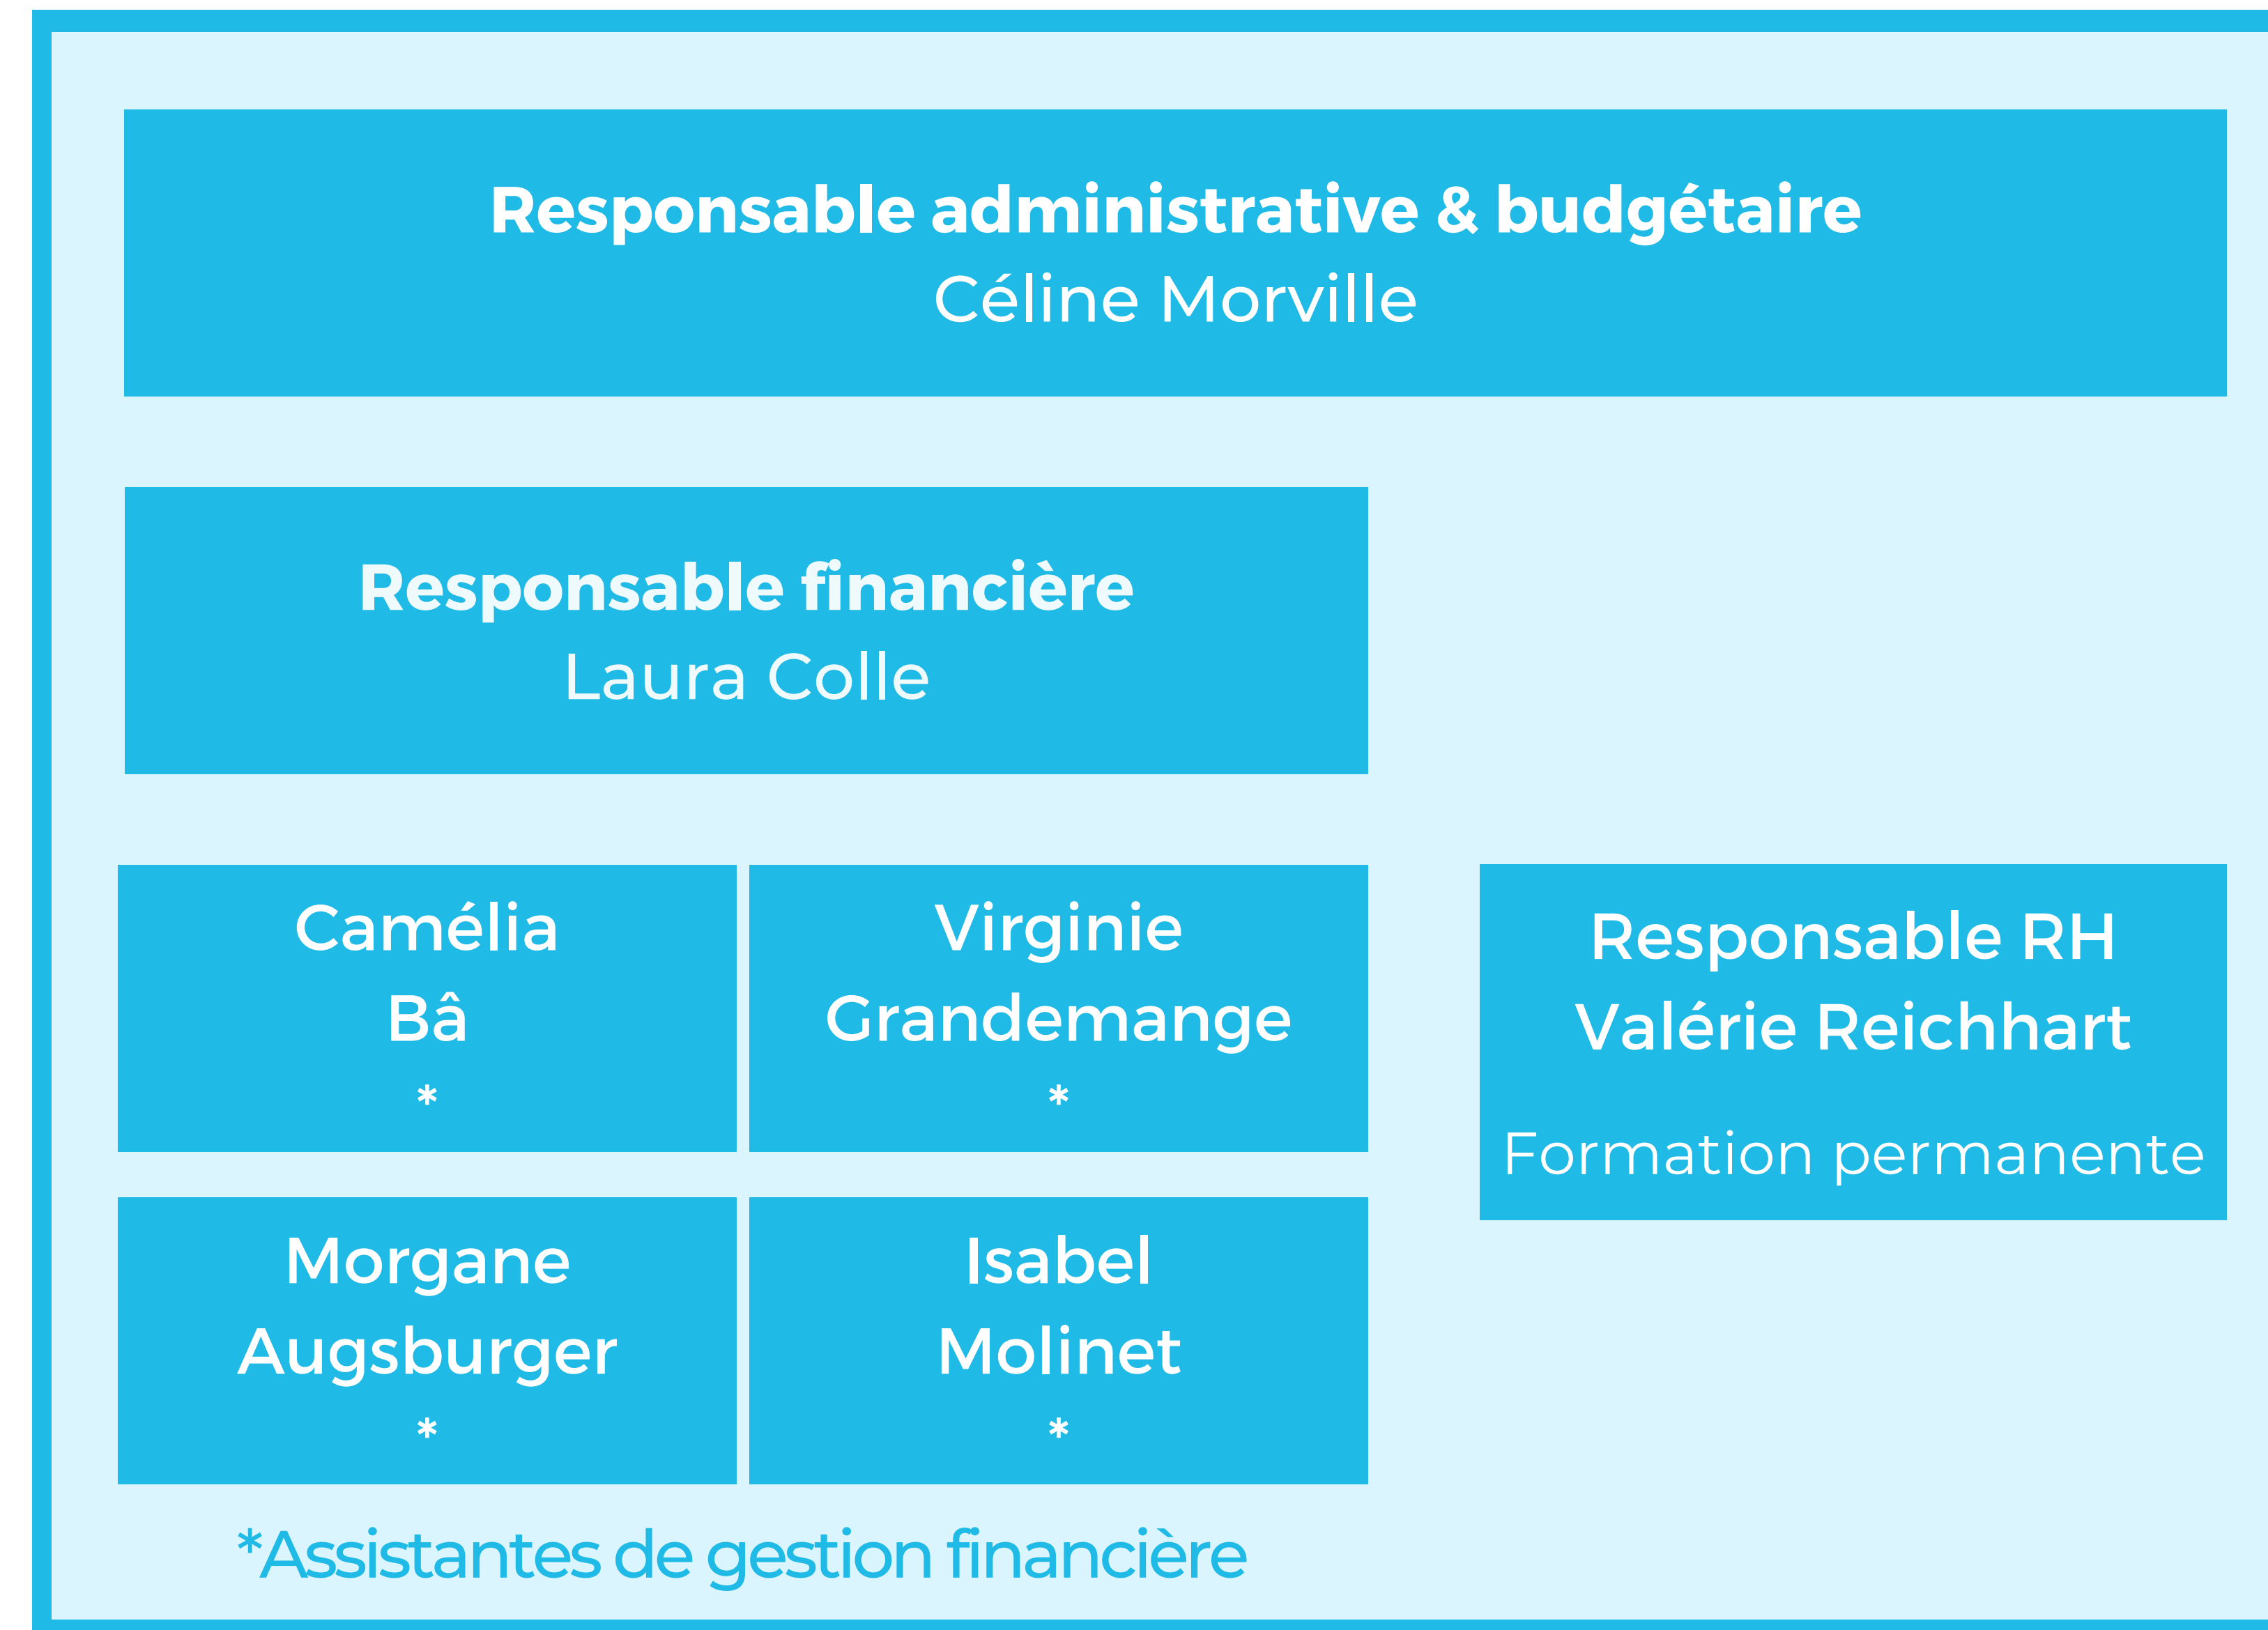 Responsable administrative & budgétaire
Céline Morville
Responsable financière
Laura Colle
Camélia
Bâ
*
Virginie
Grandemange
*
Responsable RH
Valérie Reichhart
Formation permanente
Morgane
Augsburger
*
Isabel
Molinet
*
*Assistantes de gestion financière